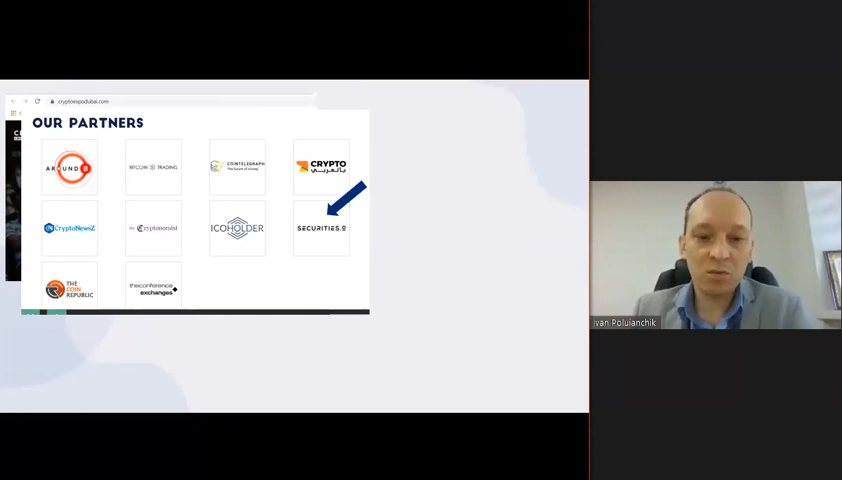 cryptoexpodubai.com
OUR PARTNERS
AROUND B
BITCOIN TRADING
COINTELEGRAPH
The future of money
CRYPTO
بالعربي
CryptoNewsZ
the Cryptonomist
ICOHOLDER
SECURITIES.IO
THE
COIN
REPUBLIC
theconference
exchanges
Ivan Poluianchik